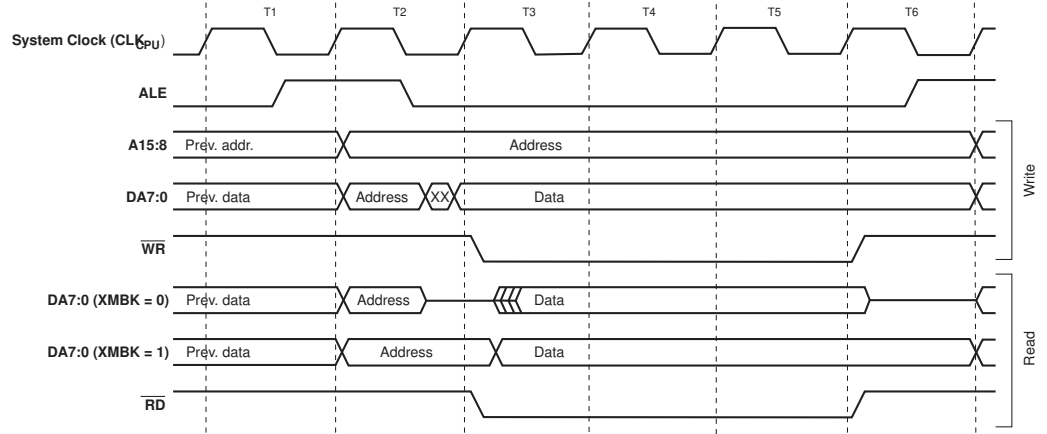 T1 T2 T3 T4 T5 T6
System Clock (CLKCPU)
ALE
A15:8 Prev. addr. Address
DA7:0 Prev. data Address XX Data
WR
Write
DA7:0 (XMBK = 0) Prev. data Address Data
DA7:0 (XMBK = 1) Prev. data Address Data
RD
Read